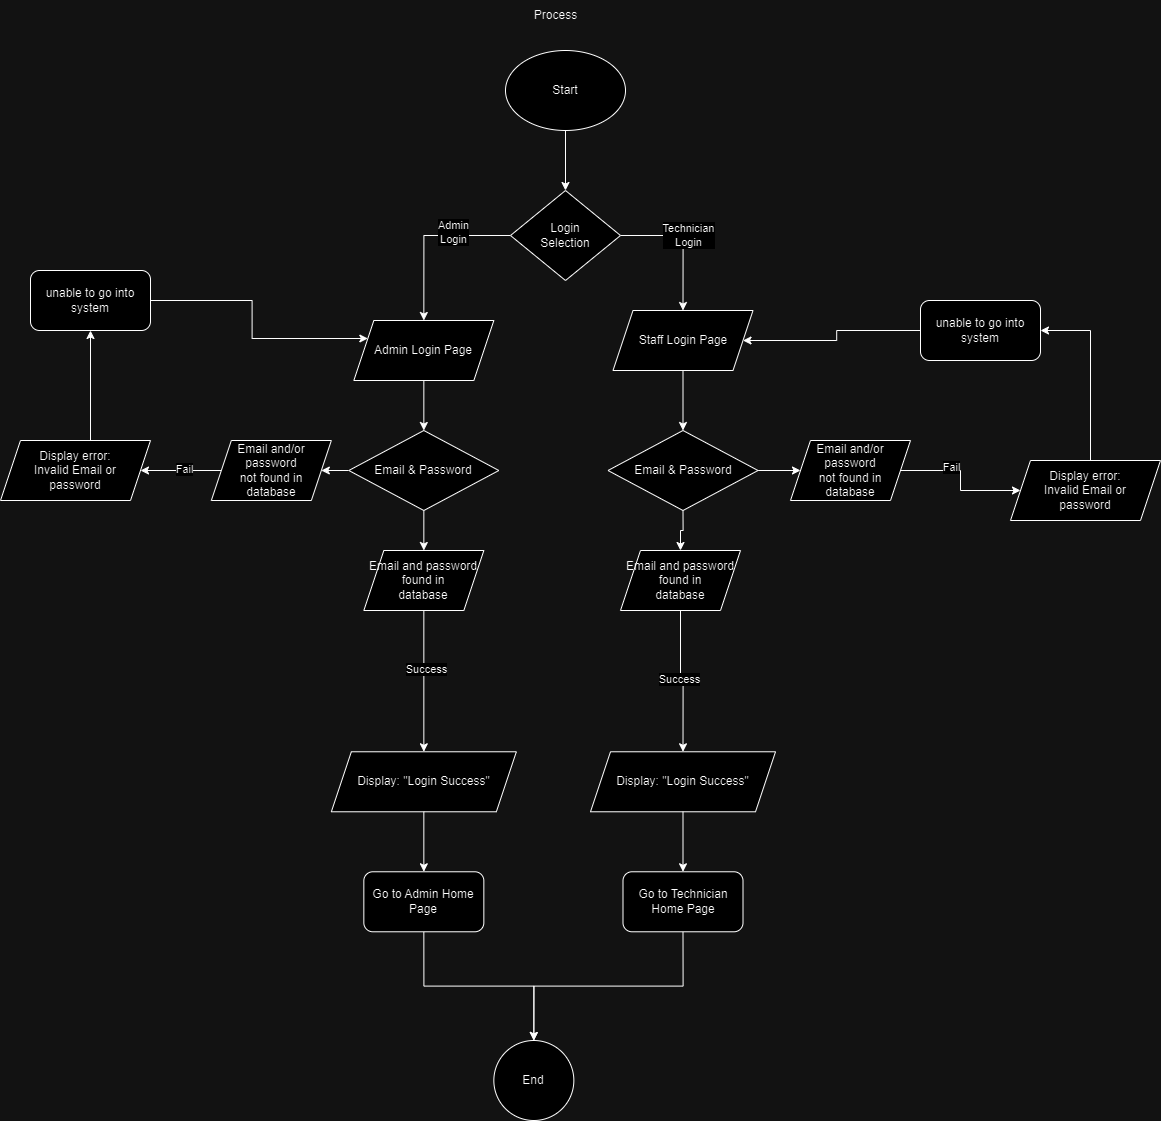 Process
Start
Login
Selection
Admin
Login
Technician
Login
unable to go into
system
Admin Login Page
Staff Login Page
unable to go into
system
Display error:
Invalid Email or
password
Fail
Email and/or
password
not found in
database
Email & Password
Email & Password
Email and/or
password
not found in
database
Fail
Display error:
Invalid Email or
password
Email and password
found in
database
Email and password
found in
database
Success
Success
Display: "Login Success"
Display: "Login Success"
Go to Admin Home
Page
Go to Technician
Home Page
End